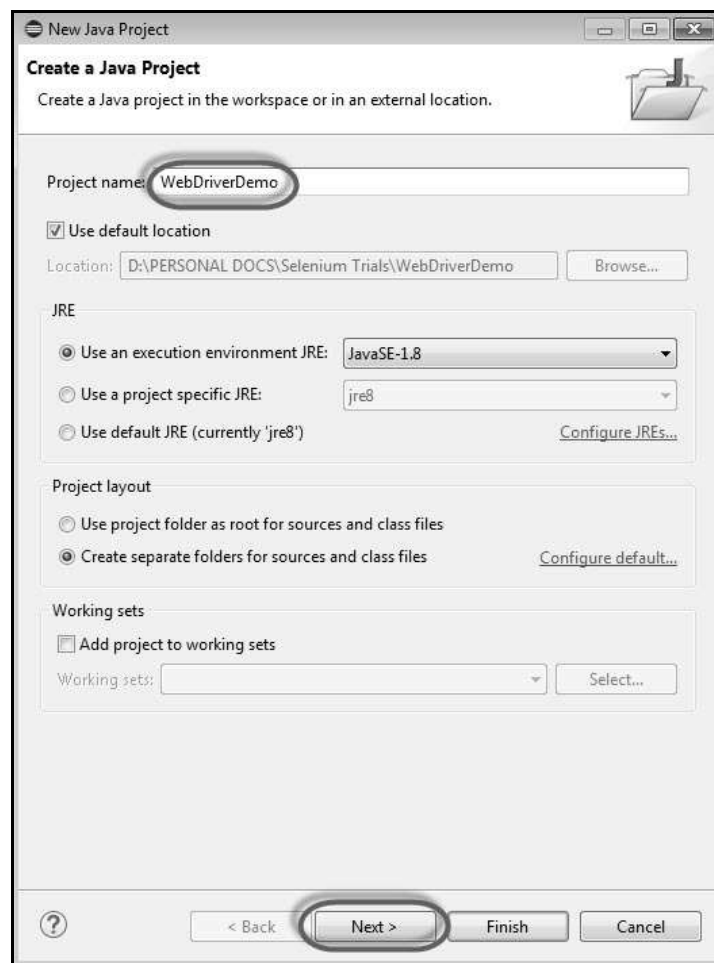 New Java Project
Create a Java Project
Create a Java project in the workspace or in an external location.
Project name: WebDriverDemo
Use default location
Location: D:\PERSONAL DOCS\Selenium Trials\WebDriverDemo Browse...
JRE
Use an execution environment JRE: JavaSE-1.8
Use a project specific JRE: jre8
Use default JRE (currently 'jre8') Configure JREs...
Project layout
Use project folder as root for sources and class files
Create separate folders for sources and class files Configure default...
Working sets
Add project to working sets
Working sets: Select...
? < Back Next > Finish Cancel